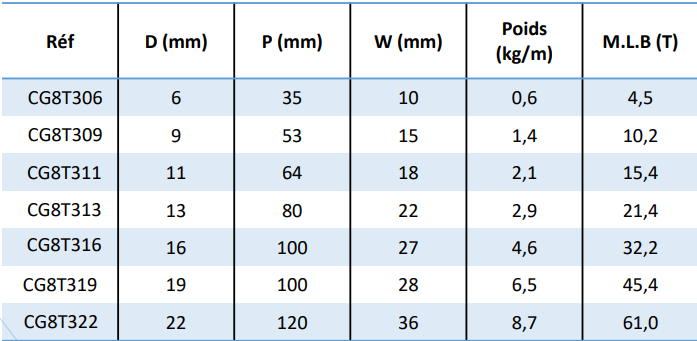 Réf D (mm) P (mm) W (mm) Poids (kg/m) M.L.B (T)
CG8T306 6 35 10 0,6 4,5
CG8T309 9 53 15 1,4 10,2
CG8T311 11 64 18 2,1 15,4
CG8T313 13 80 22 2,9 21,4
CG8T316 16 100 27 4,6 32,2
CG8T319 19 100 28 6,5 45,4
CG8T322 22 120 36 8,7 61,0